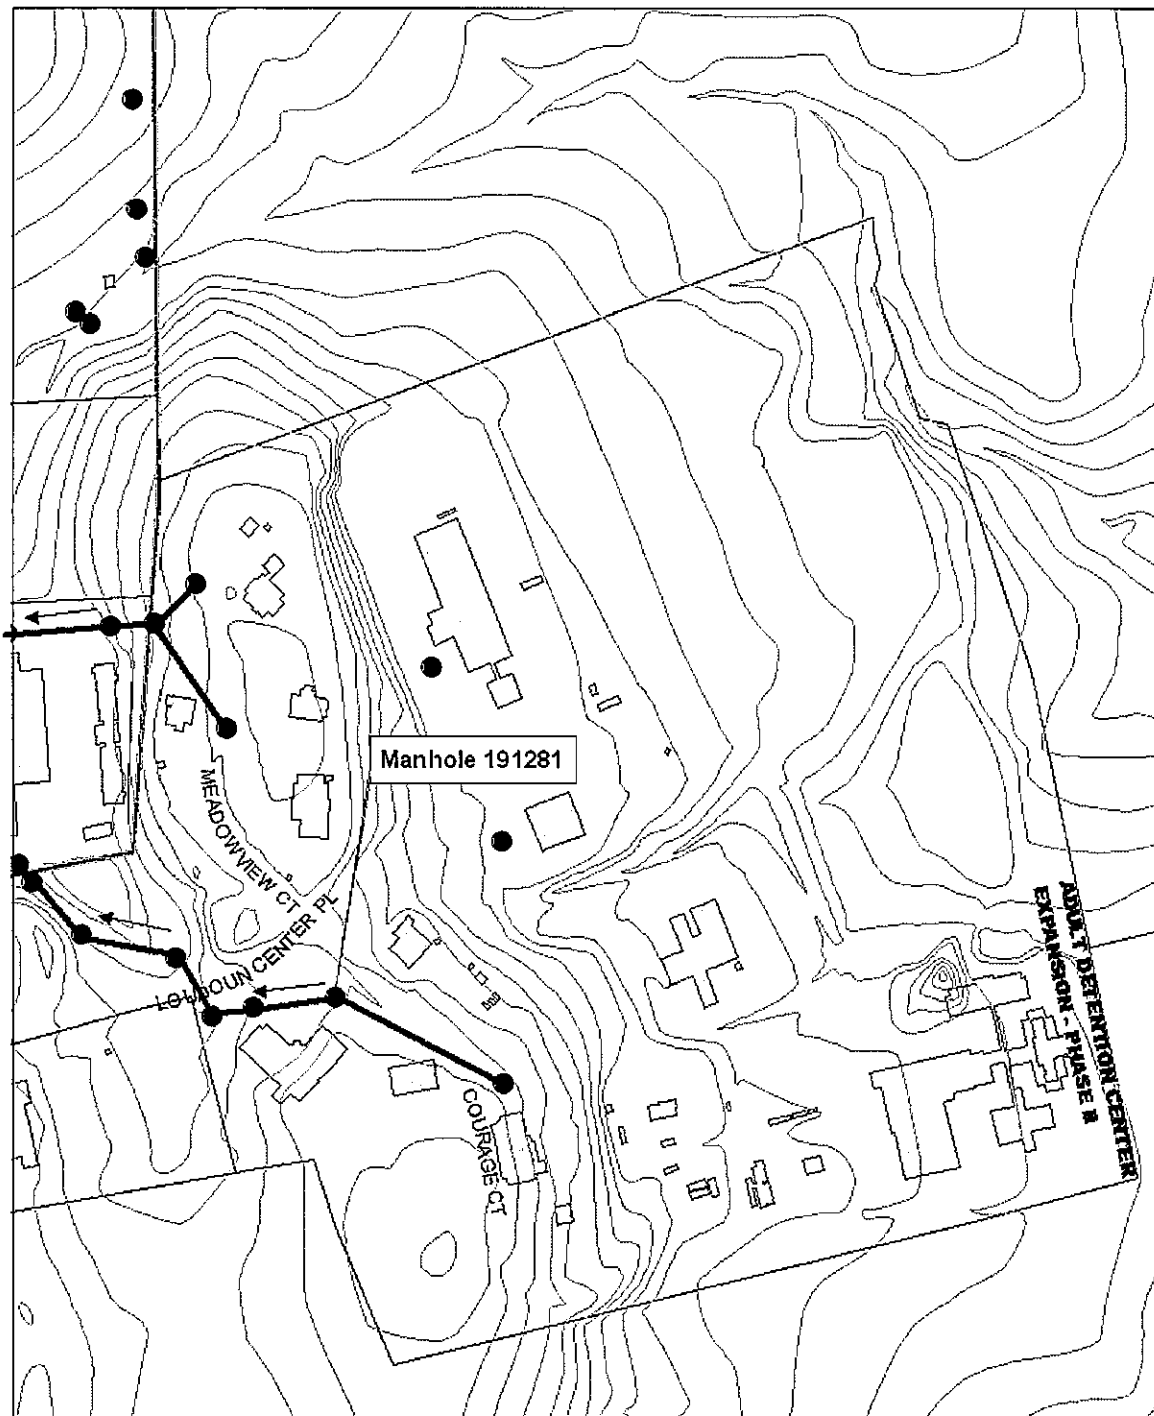 Manhole 191281
MEADOWVIEW CT
LOUDOUN CENTER PL
COURAGE CT
ADULT DETENTION CENTER
EXPANSION - PHASE II